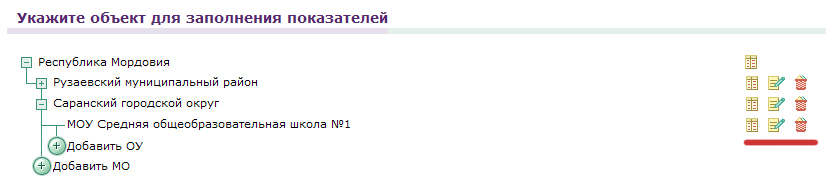 Укажите объект для заполнения показателей
Республика Мордовия
Рузаевский муниципальный район
Саранский городской округ
МОУ Средняя общеобразовательная школа №1
Добавить ОУ
Добавить МО